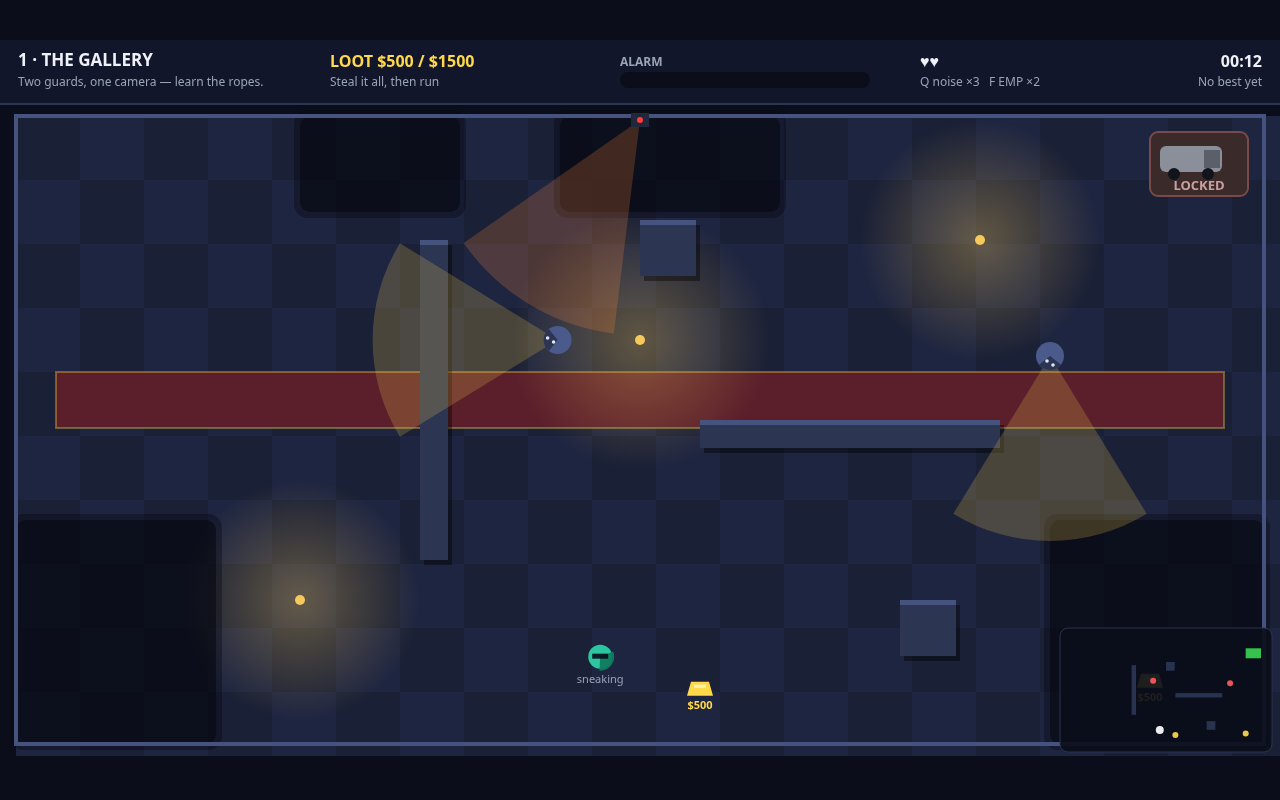 1 · THE GALLERY
Two guards, one camera — learn the ropes.
LOOT $500 / $1500
Steal it all, then run
ALARM
♥♥
Q noise ×3 F EMP ×2
00:12
No best yet
LOCKED
sneaking
$500
$500